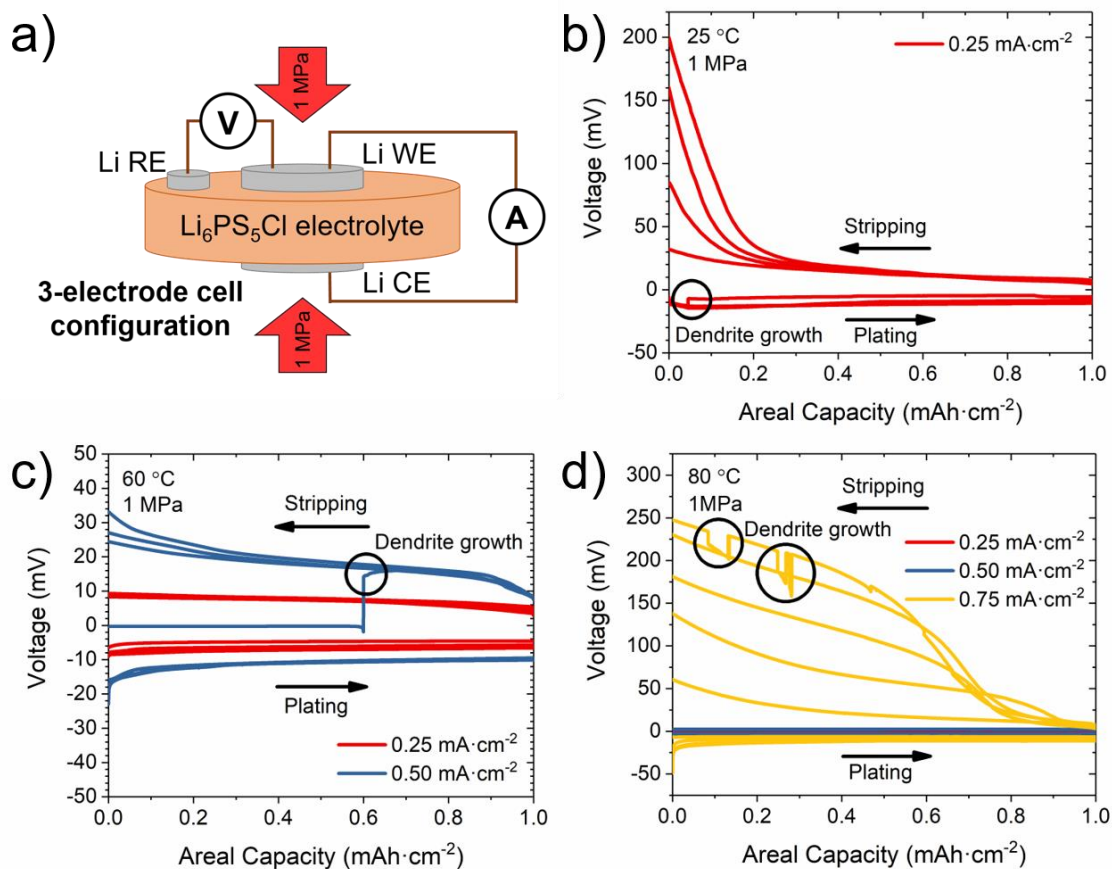 a)
1 MPa
V
Li RE
Li WE
A
Li₆PS₅Cl electrolyte
3-electrode cell
configuration
Li CE
1 MPa
b)
25 °C
1 MPa
0.25 mA·cm⁻²
Stripping
Dendrite growth
Plating
Voltage (mV)
200
150
100
50
0
-50
0.0 0.2 0.4 0.6 0.8 1.0
Areal Capacity (mAh·cm⁻²)
c)
60 °C
1 MPa
Stripping
Dendrite growth
Plating
0.25 mA·cm⁻²
0.50 mA·cm⁻²
Voltage (mV)
50
40
30
20
10
0
-10
-20
-30
-40
-50
0.0 0.2 0.4 0.6 0.8 1.0
Areal Capacity (mAh·cm⁻²)
d)
80 °C
1MPa
Stripping
Dendrite growth
0.25 mA·cm⁻²
0.50 mA·cm⁻²
0.75 mA·cm⁻²
Plating
Voltage (mV)
300
250
200
150
100
50
0
-50
0.0 0.2 0.4 0.6 0.8 1.0
Areal Capacity (mAh·cm⁻²)